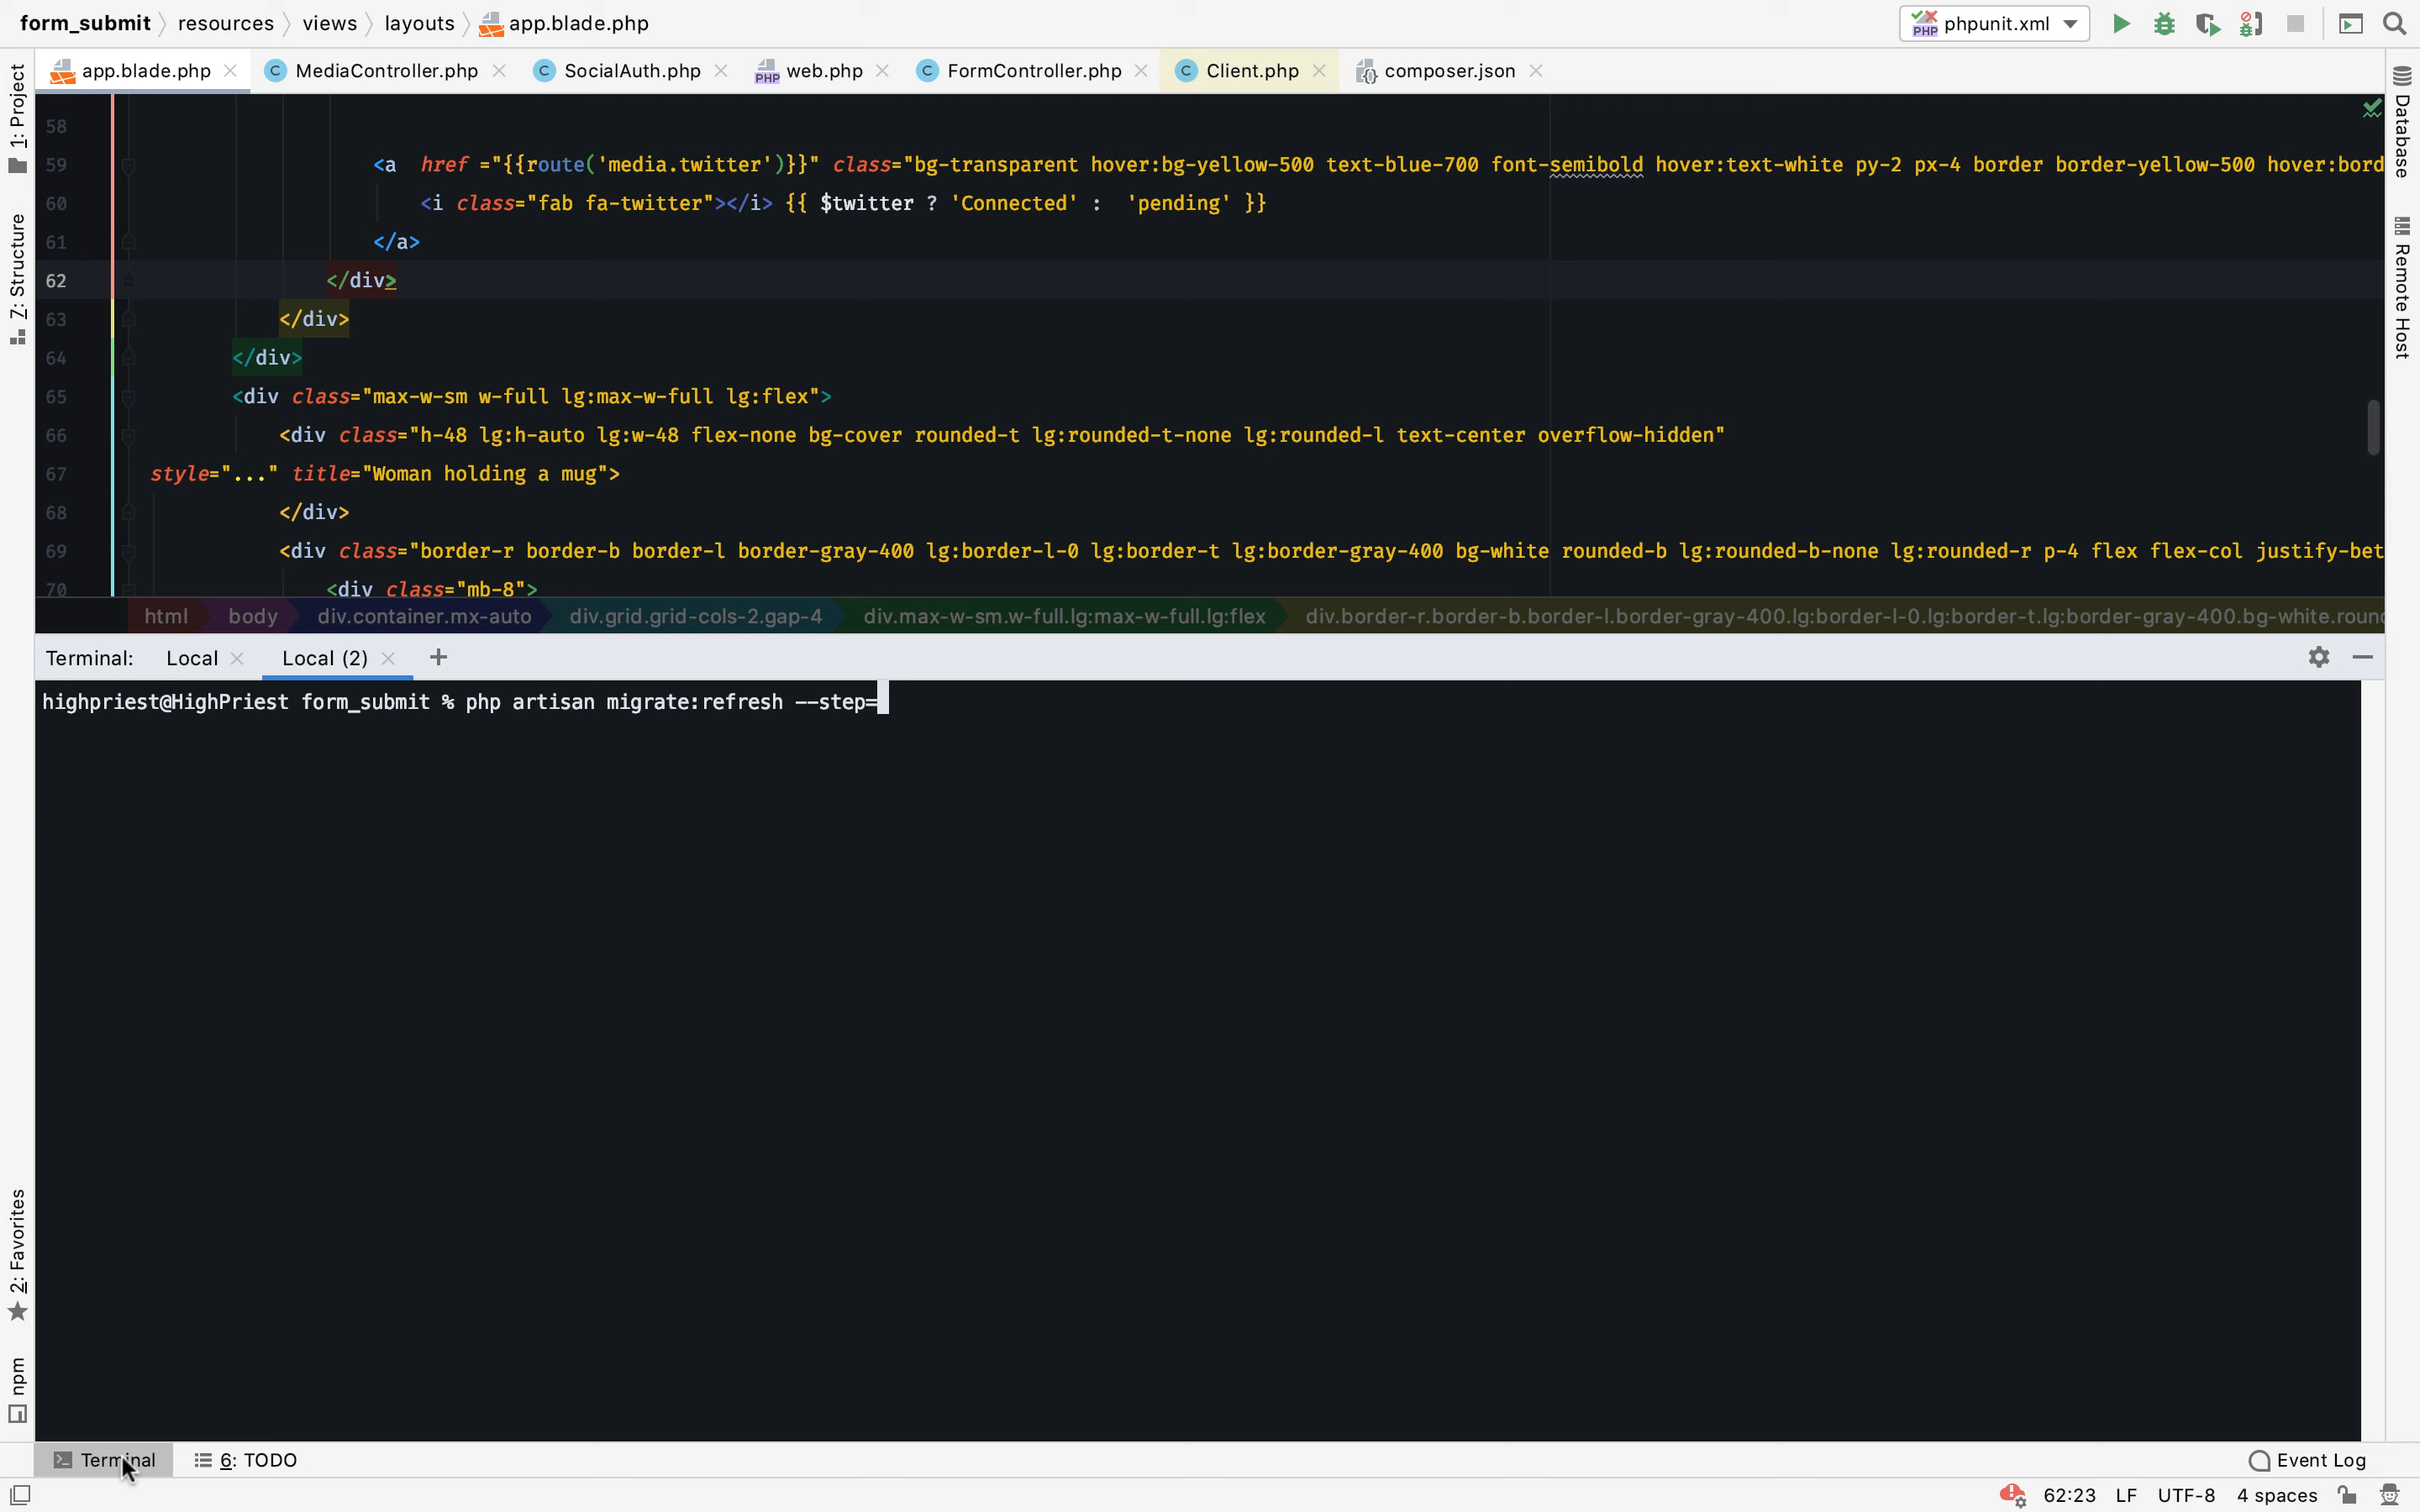 form_submit resources views layouts app.blade.php phpunit.xml
app.blade.php MediaController.php SocialAuth.php web.php FormController.php Client.php composer.json
1: Project
7: Structure
2: Favorites
npm
58
59 <a  href ="{{route('media.twitter')}}" class="bg-transparent hover:bg-yellow-500 text-blue-700 font-semibold hover:text-white py-2 px-4 border border-yellow-500 hover:bord
60 <i class="fab fa-twitter"></i> {{ $twitter ? 'Connected' :  'pending' }}
61 </a>
62 </div>
63 </div>
64 </div>
65 <div class="max-w-sm w-full lg:max-w-full lg:flex">
66 <div class="h-48 lg:h-auto lg:w-48 flex-none bg-cover rounded-t lg:rounded-t-none lg:rounded-l text-center overflow-hidden"
67 style="..." title="Woman holding a mug">
68 </div>
69 <div class="border-r border-b border-l border-gray-400 lg:border-l-0 lg:border-t lg:border-gray-400 bg-white rounded-b lg:rounded-b-none lg:rounded-r p-4 flex flex-col justify-bet
70 <div class="mb-8">
html body div.container.mx-auto div.grid.grid-cols-2.gap-4 div.max-w-sm.w-full.lg:max-w-full.lg:flex div.border-r.border-b.border-l.border-gray-400.lg:border-l-0.lg:border-t.lg:border-gray-400.bg-white.roun
Database
Remote Host
Terminal: Local Local (2) +
highpriest@HighPriest form_submit % php artisan migrate:refresh --step=
Terminal 6: TODO Event Log
62:23 LF UTF-8 4 spaces